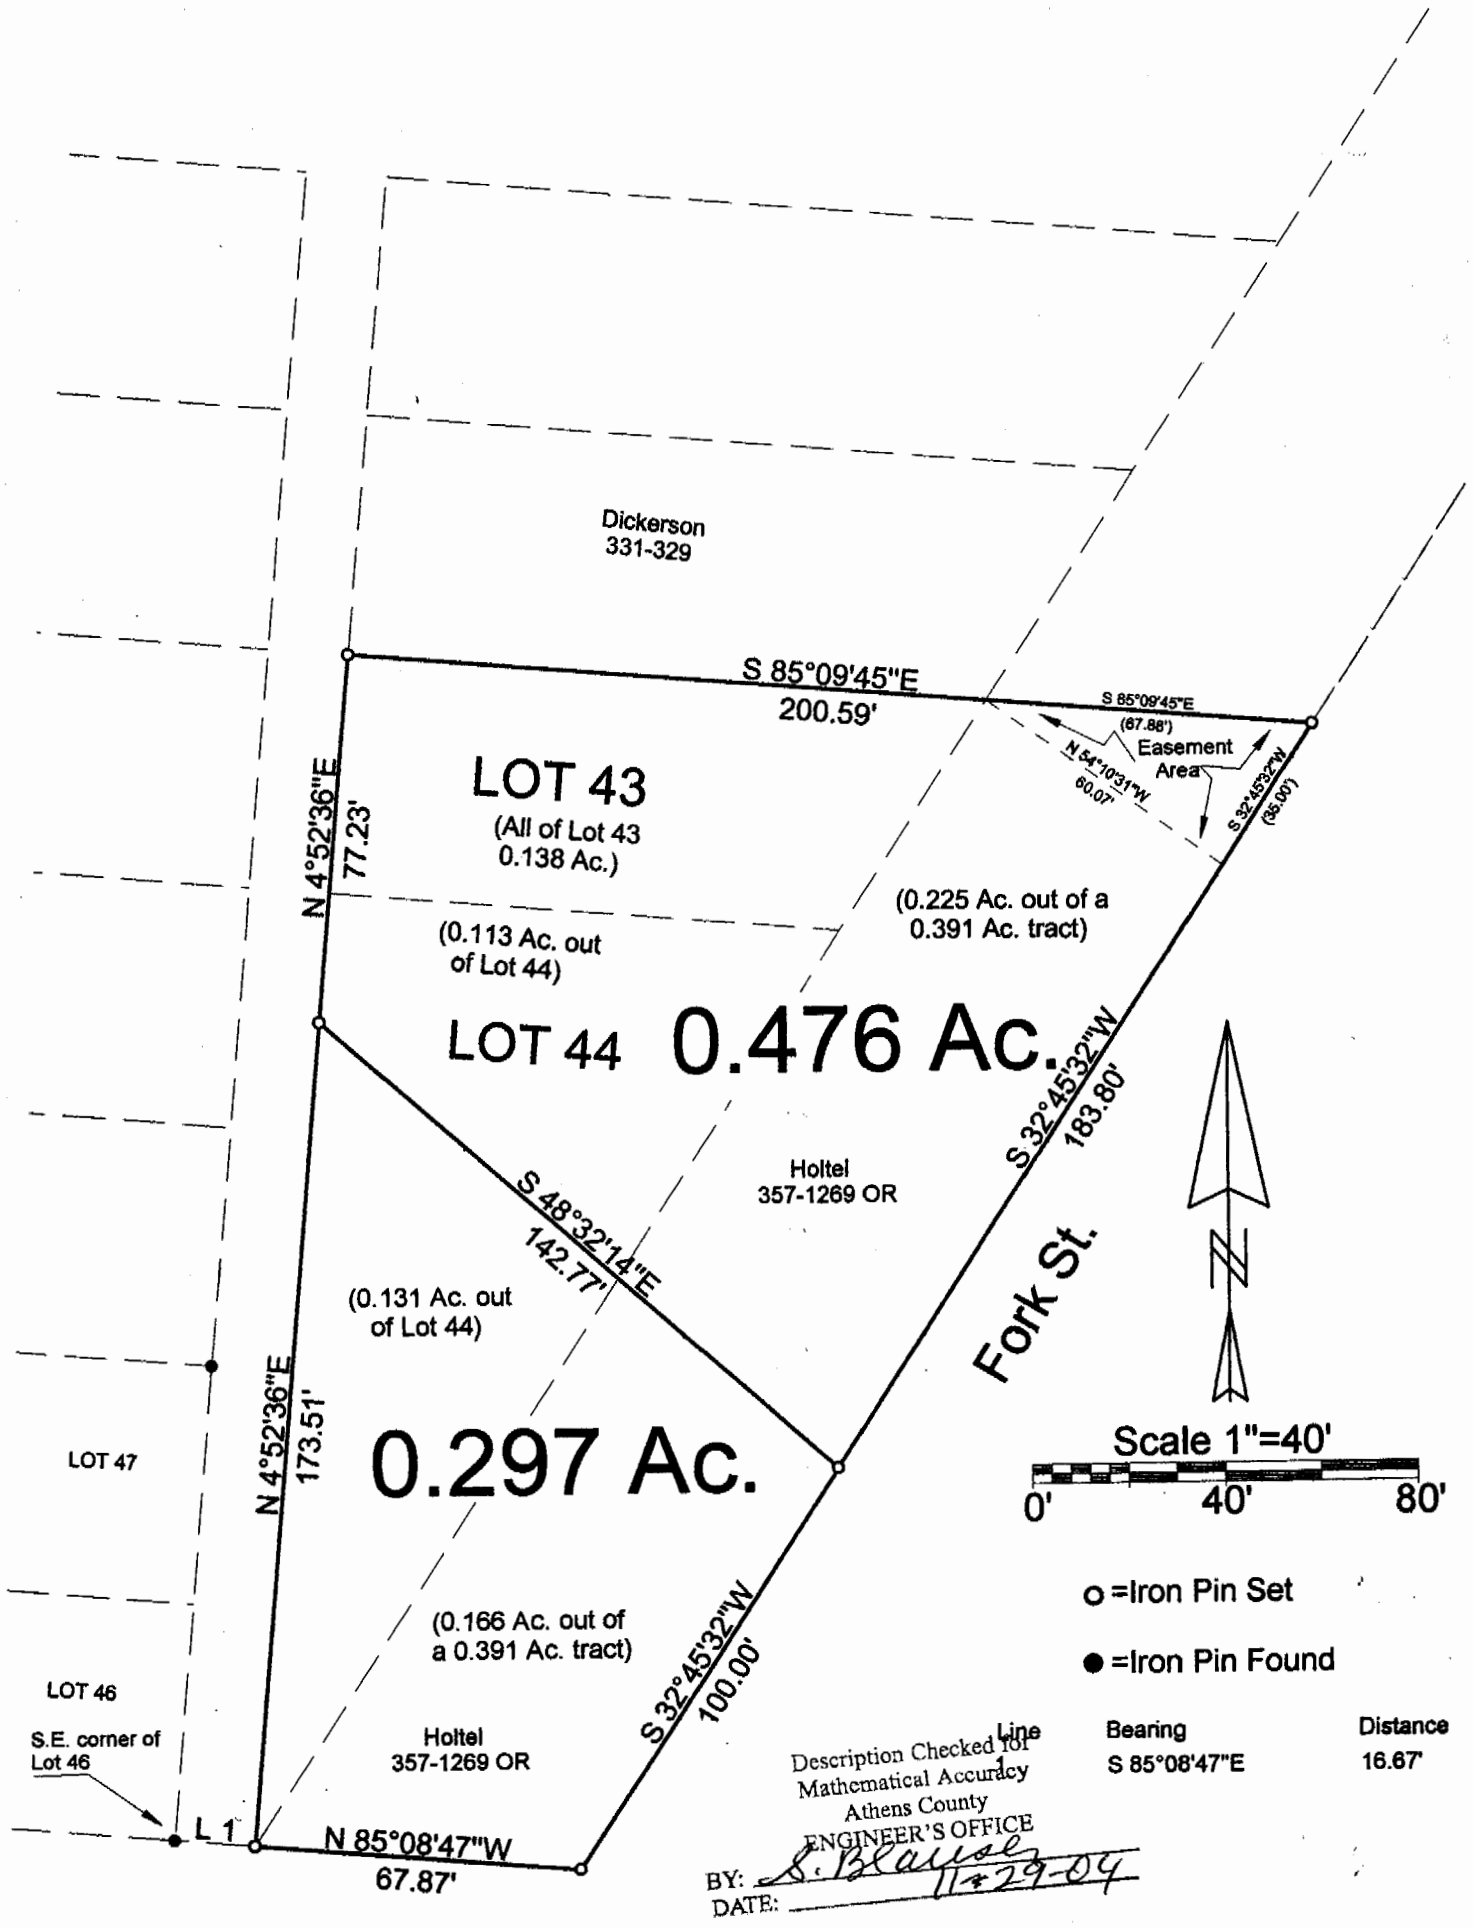 Dickerson
331-329
S 85°09'45"E
200.59'
S 85°09'45"E
(67.88')
Easement
Area
N 54°10'31"W
60.07'
S 32°45'32"W
(35.00')
N 4°52'36"E
77.23'
LOT 43
(All of Lot 43
0.138 Ac.)
(0.225 Ac. out of a
0.391 Ac. tract)
(0.113 Ac. out
of Lot 44)
LOT 44
0.476 Ac.
S 32°45'32"W
183.80'
Holtel
357-1269 OR
S 48°32'14"E
142.77'
Fork St.
N
(0.131 Ac. out
of Lot 44)
N 4°52'36"E
173.51'
0.297 Ac.
LOT 47
Scale 1"=40'
0' 40' 80'
=Iron Pin Set
=Iron Pin Found
(0.166 Ac. out of
a 0.391 Ac. tract)
S 32°45'32"W
100.00'
LOT 46
S.E. corner of
Lot 46
Holtel
357-1269 OR
L 1
N 85°08'47"W
67.87'
Line Bearing Distance
1 S 85°08'47"E 16.67'
Description Checked for
Mathematical Accuracy
Athens County
ENGINEER'S OFFICE
BY: S. Blauser
DATE: 11-29-04